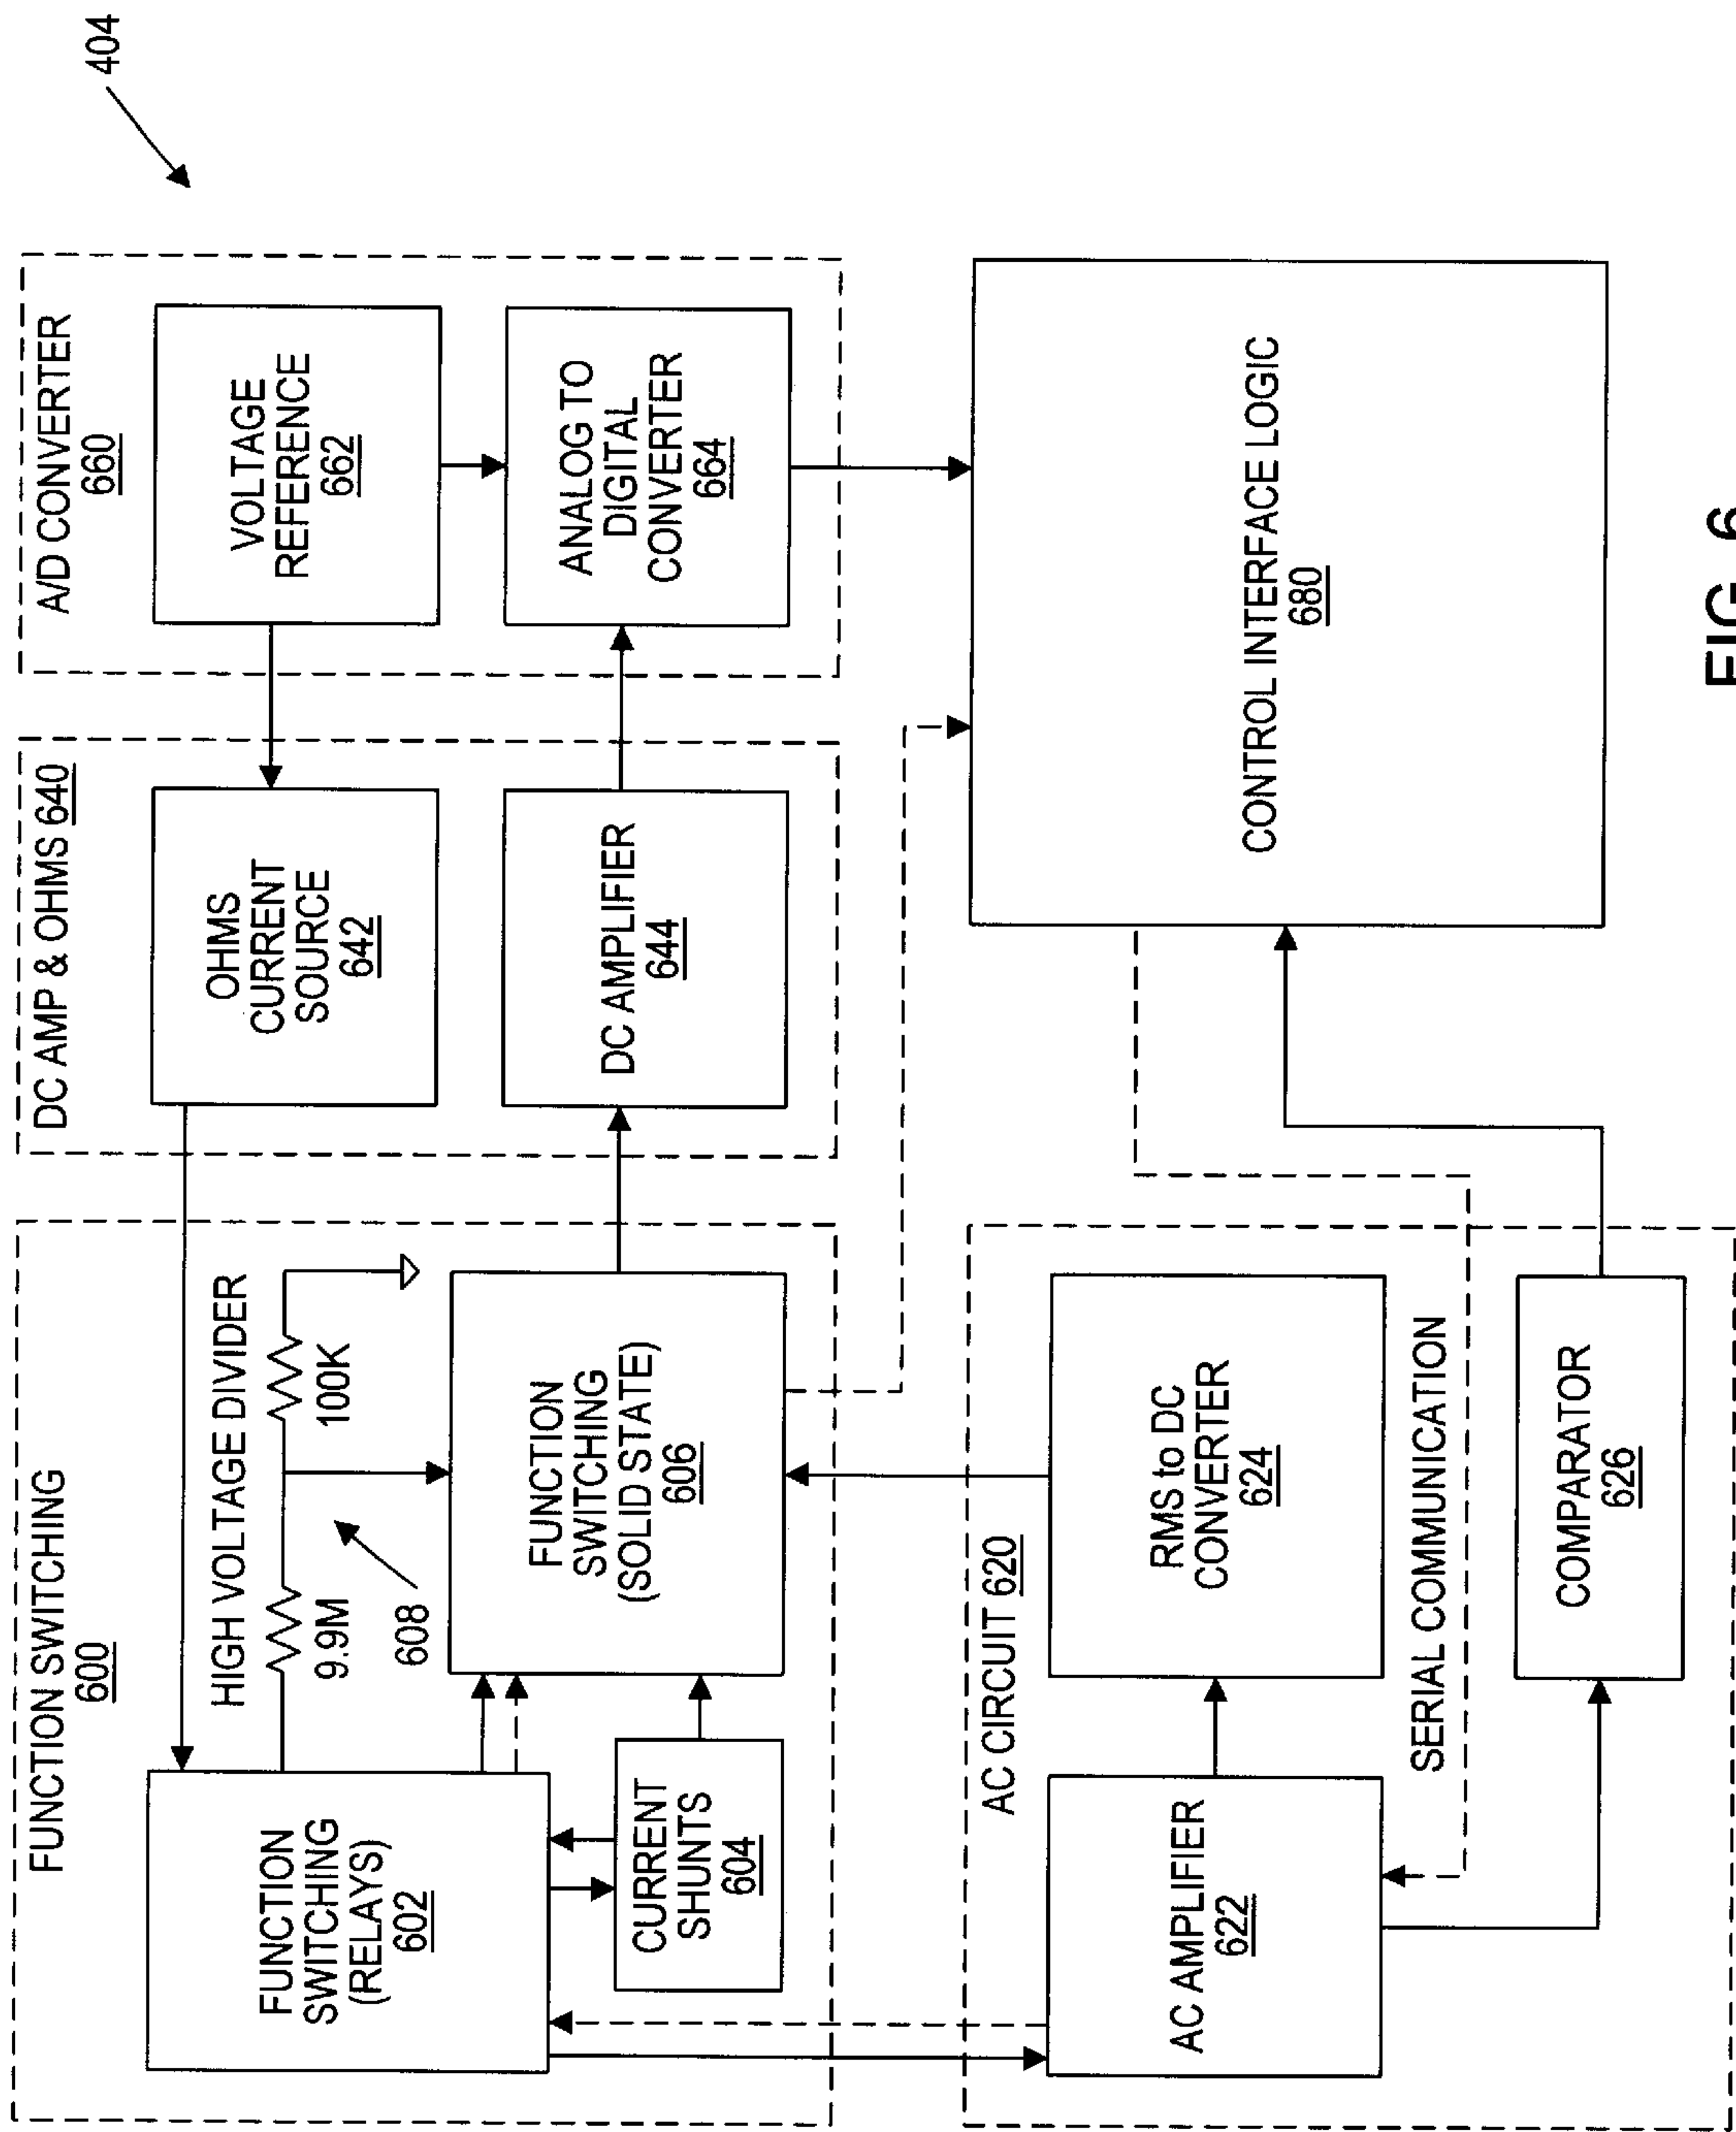 404
FUNCTION SWITCHING
600
HIGH VOLTAGE DIVIDER
9.9M
100K
608
FUNCTION
SWITCHING
(RELAYS)
602
CURRENT
SHUNTS
604
FUNCTION
SWITCHING
(SOLID STATE)
606
DC AMP & OHMS 640
OHMS
CURRENT
SOURCE
642
DC AMPLIFIER
644
A/D CONVERTER
660
VOLTAGE
REFERENCE
662
ANALOG TO
DIGITAL
CONVERTER
664
AC CIRCUIT 620
AC AMPLIFIER
622
RMS to DC
CONVERTER
624
SERIAL COMMUNICATION
COMPARATOR
626
CONTROL INTERFACE LOGIC
680
FIG. 6